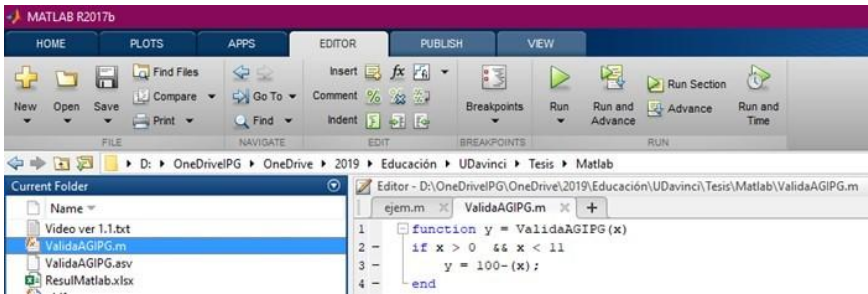 MATLAB R2017b
HOME PLOTS APPS EDITOR PUBLISH VIEW
Find Files Insert fx
Compare Go To Comment % Run Section
New Open Save Breakpoints Run Run and Advance Run and
Print Find Indent Advance Time
FILE NAVIGATE EDIT BREAKPOINTS RUN
D: OneDriveIPG OneDrive 2019 Educación UDavinci Tesis Matlab
Current Folder Editor - D:\OneDriveIPG\OneDrive\2019\Educación\UDavinci\Tesis\Matlab\ValidaAGIPG.m
Name ejem.m ValidaAGIPG.m +
Video ver 1.1.txt 1 function y = ValidaAGIPG(x)
ValidaAGIPG.m 2 - if x > 0 && x < 11
ValidaAGIPG.asv 3 - y = 100-(x);
ResulMatlab.xlsx 4 - end